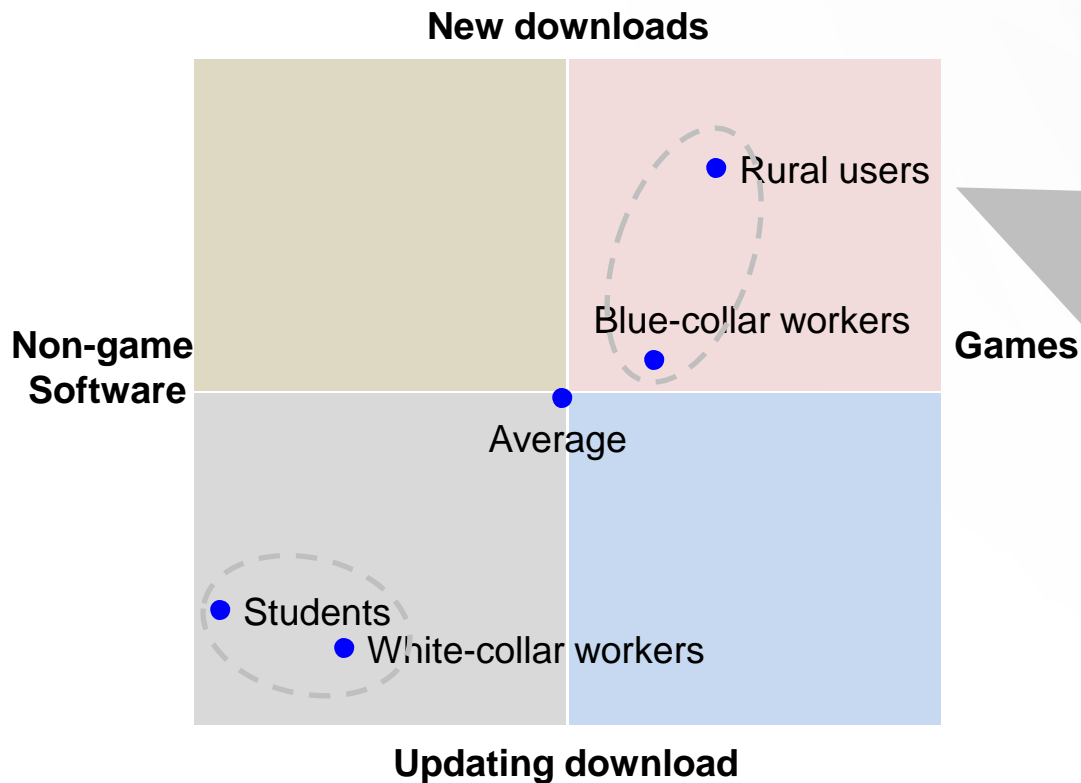 New downloads
Rural users
Blue-collar workers
Non-game
Software
Games
Average
Students
White-collar workers
Updating download